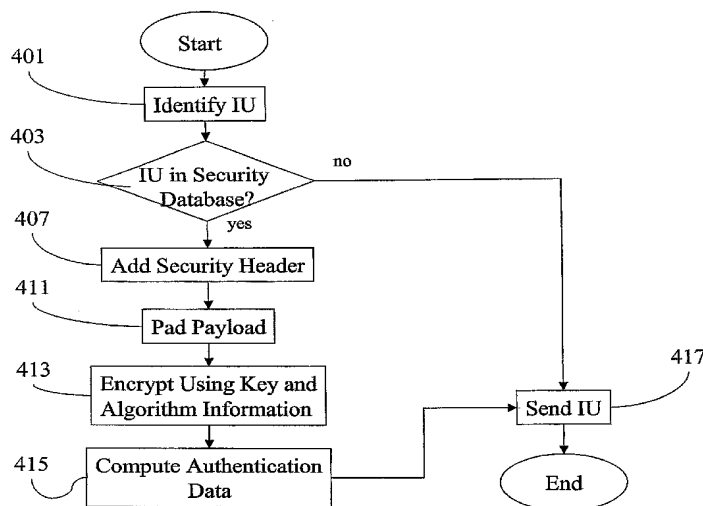 Start
401
Identify IU
403
no
IU in Security
Database?
yes
407
Add Security Header
411
Pad Payload
413
Encrypt Using Key and
Algorithm Information
417
Send IU
415
Compute Authentication
Data
End